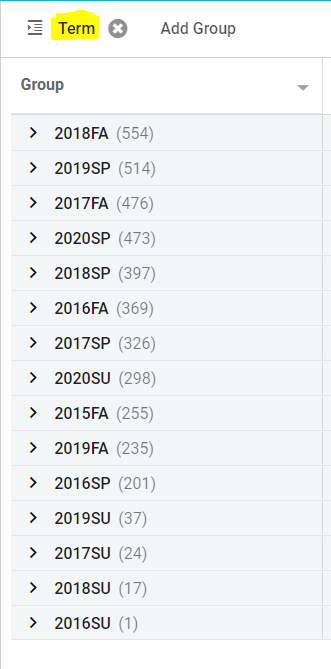 Term Add Group
Group
2018FA (554)
2019SP (514)
2017FA (476)
2020SP (473)
2018SP (397)
2016FA (369)
2017SP (326)
2020SU (298)
2015FA (255)
2019FA (235)
2016SP (201)
2019SU (37)
2017SU (24)
2018SU (17)
2016SU (1)